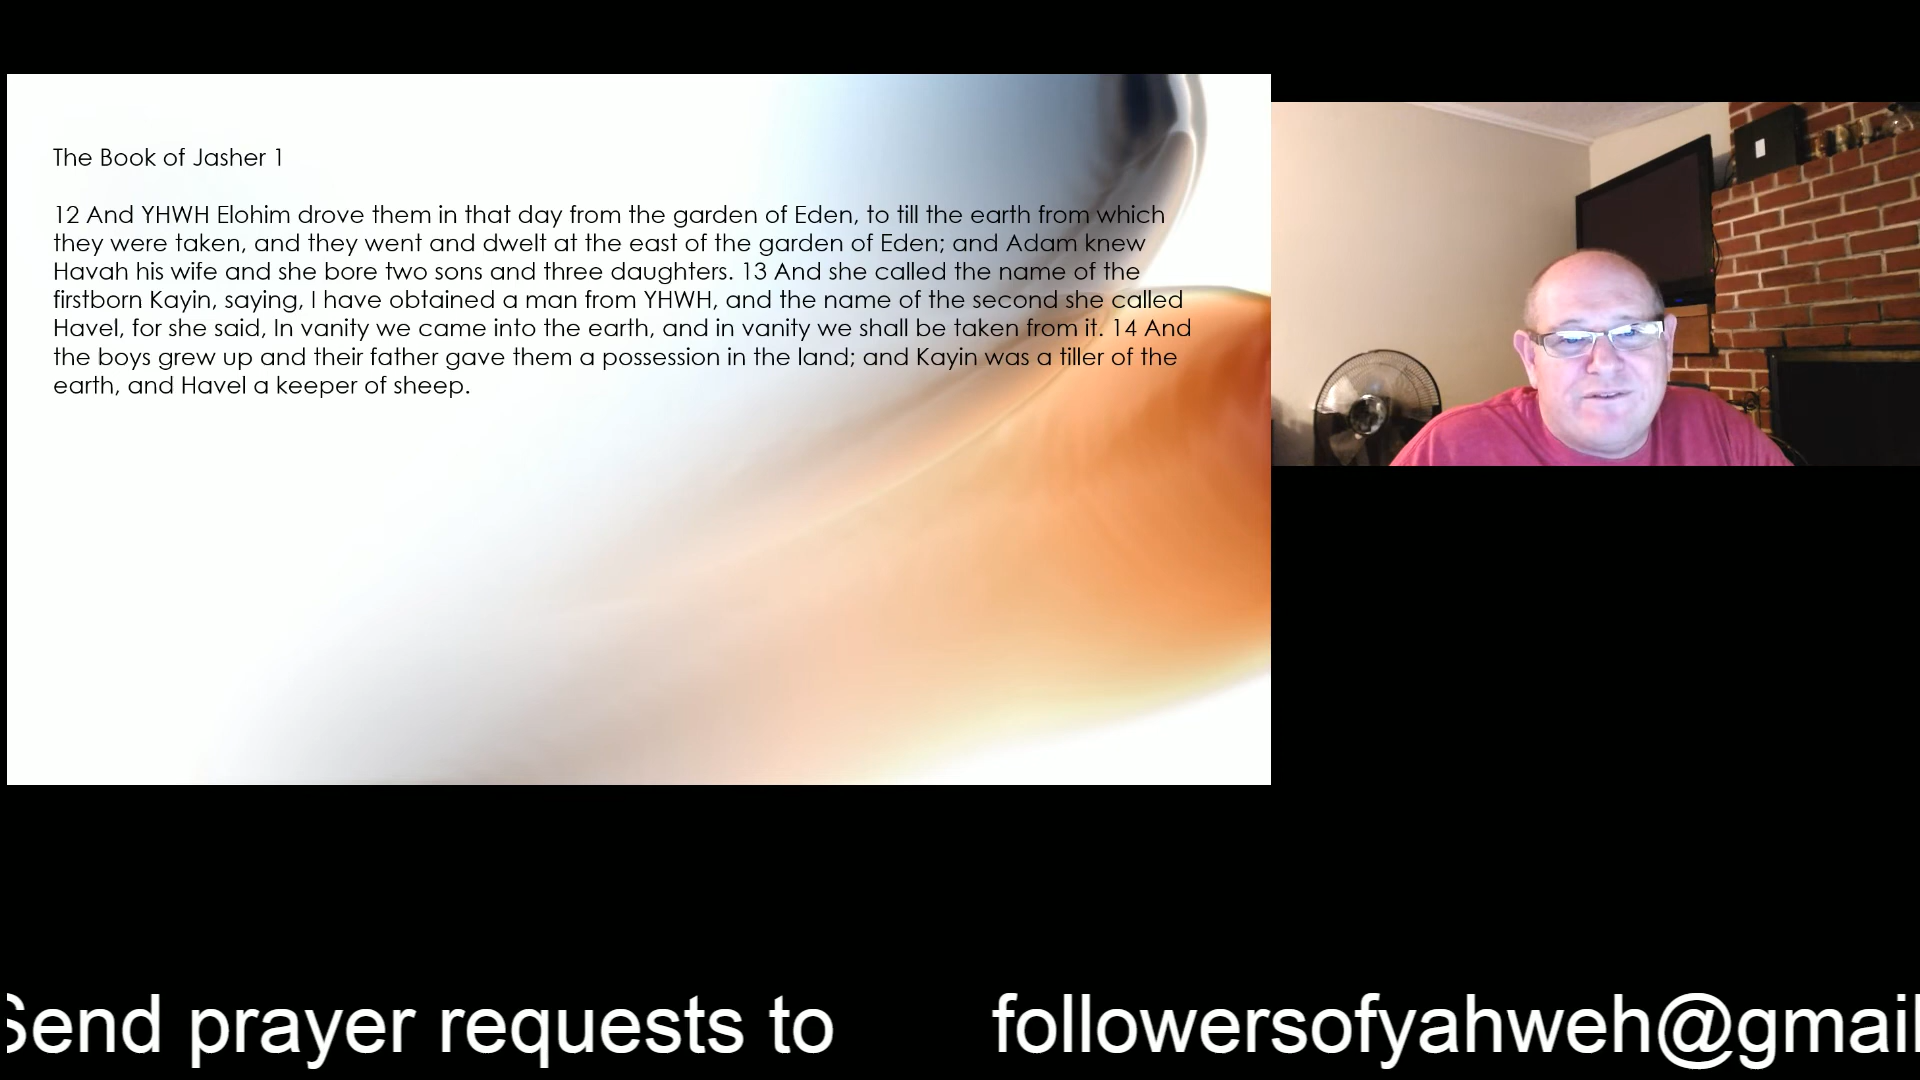 The Book of Jasher 1
12 And YHWH Elohim drove them in that day from the garden of Eden, to till the earth from which
they were taken, and they went and dwelt at the east of the garden of Eden; and Adam knew
Havah his wife and she bore two sons and three daughters. 13 And she called the name of the
firstborn Kayin, saying, I have obtained a man from YHWH, and the name of the second she called
Havel, for she said, In vanity we came into the earth, and in vanity we shall be taken from it. 14 And
the boys grew up and their father gave them a possession in the land; and Kayin was a tiller of the
earth, and Havel a keeper of sheep.
Send prayer requests to followersofyahweh@gmail